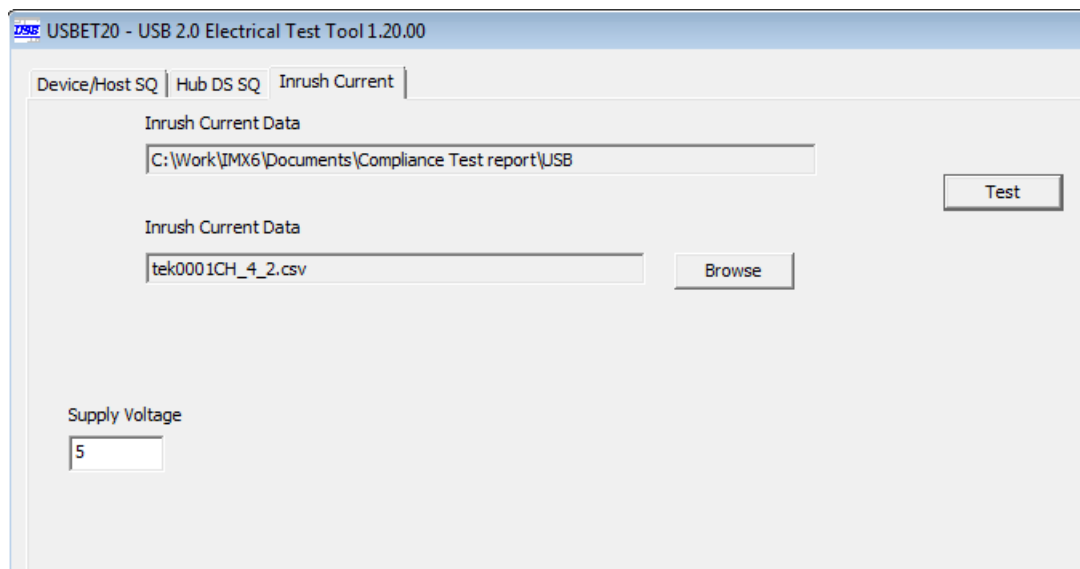 USBET20 - USB 2.0 Electrical Test Tool 1.20.00
Device/Host SQ Hub DS SQ Inrush Current
Inrush Current Data
C:\Work\IMX6\Documents\Compliance Test report\USB
Test
Inrush Current Data
tek0001CH_4_2.csv
Browse
Supply Voltage
5